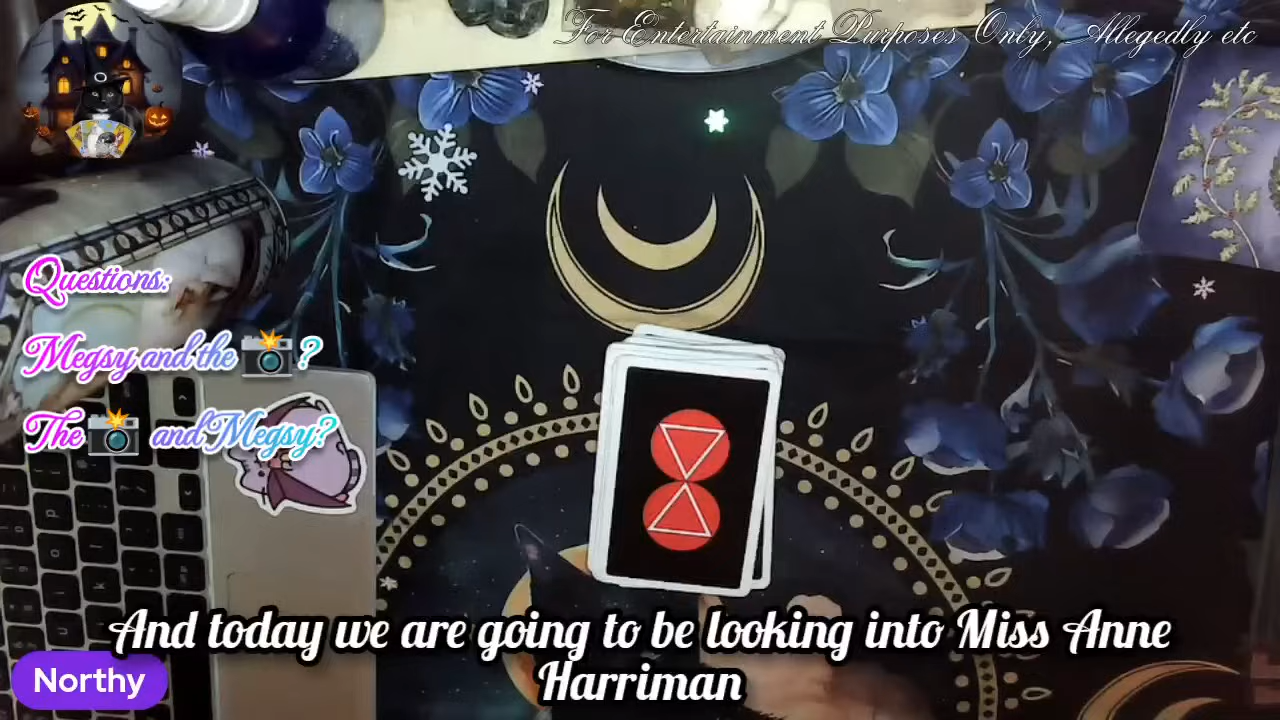 For Entertainment Purposes Only, Allegedly etc
Questions:
Megsy and the 📸?
The 📸 and Megsy?
And today we are going to be looking into Miss Anne
Harriman
Northy